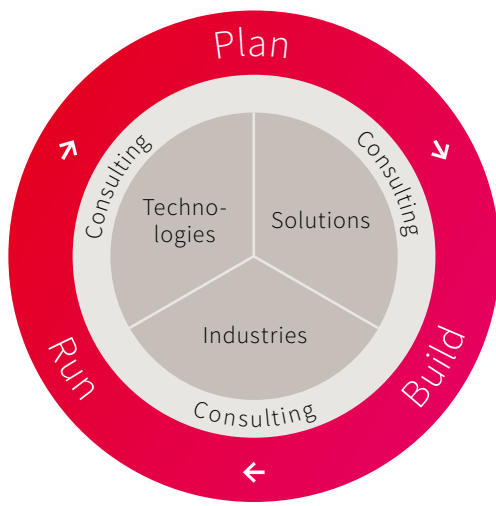 Plan
Consulting
Consulting
Techno-
logies
Solutions
Industries
Run
Build
Consulting